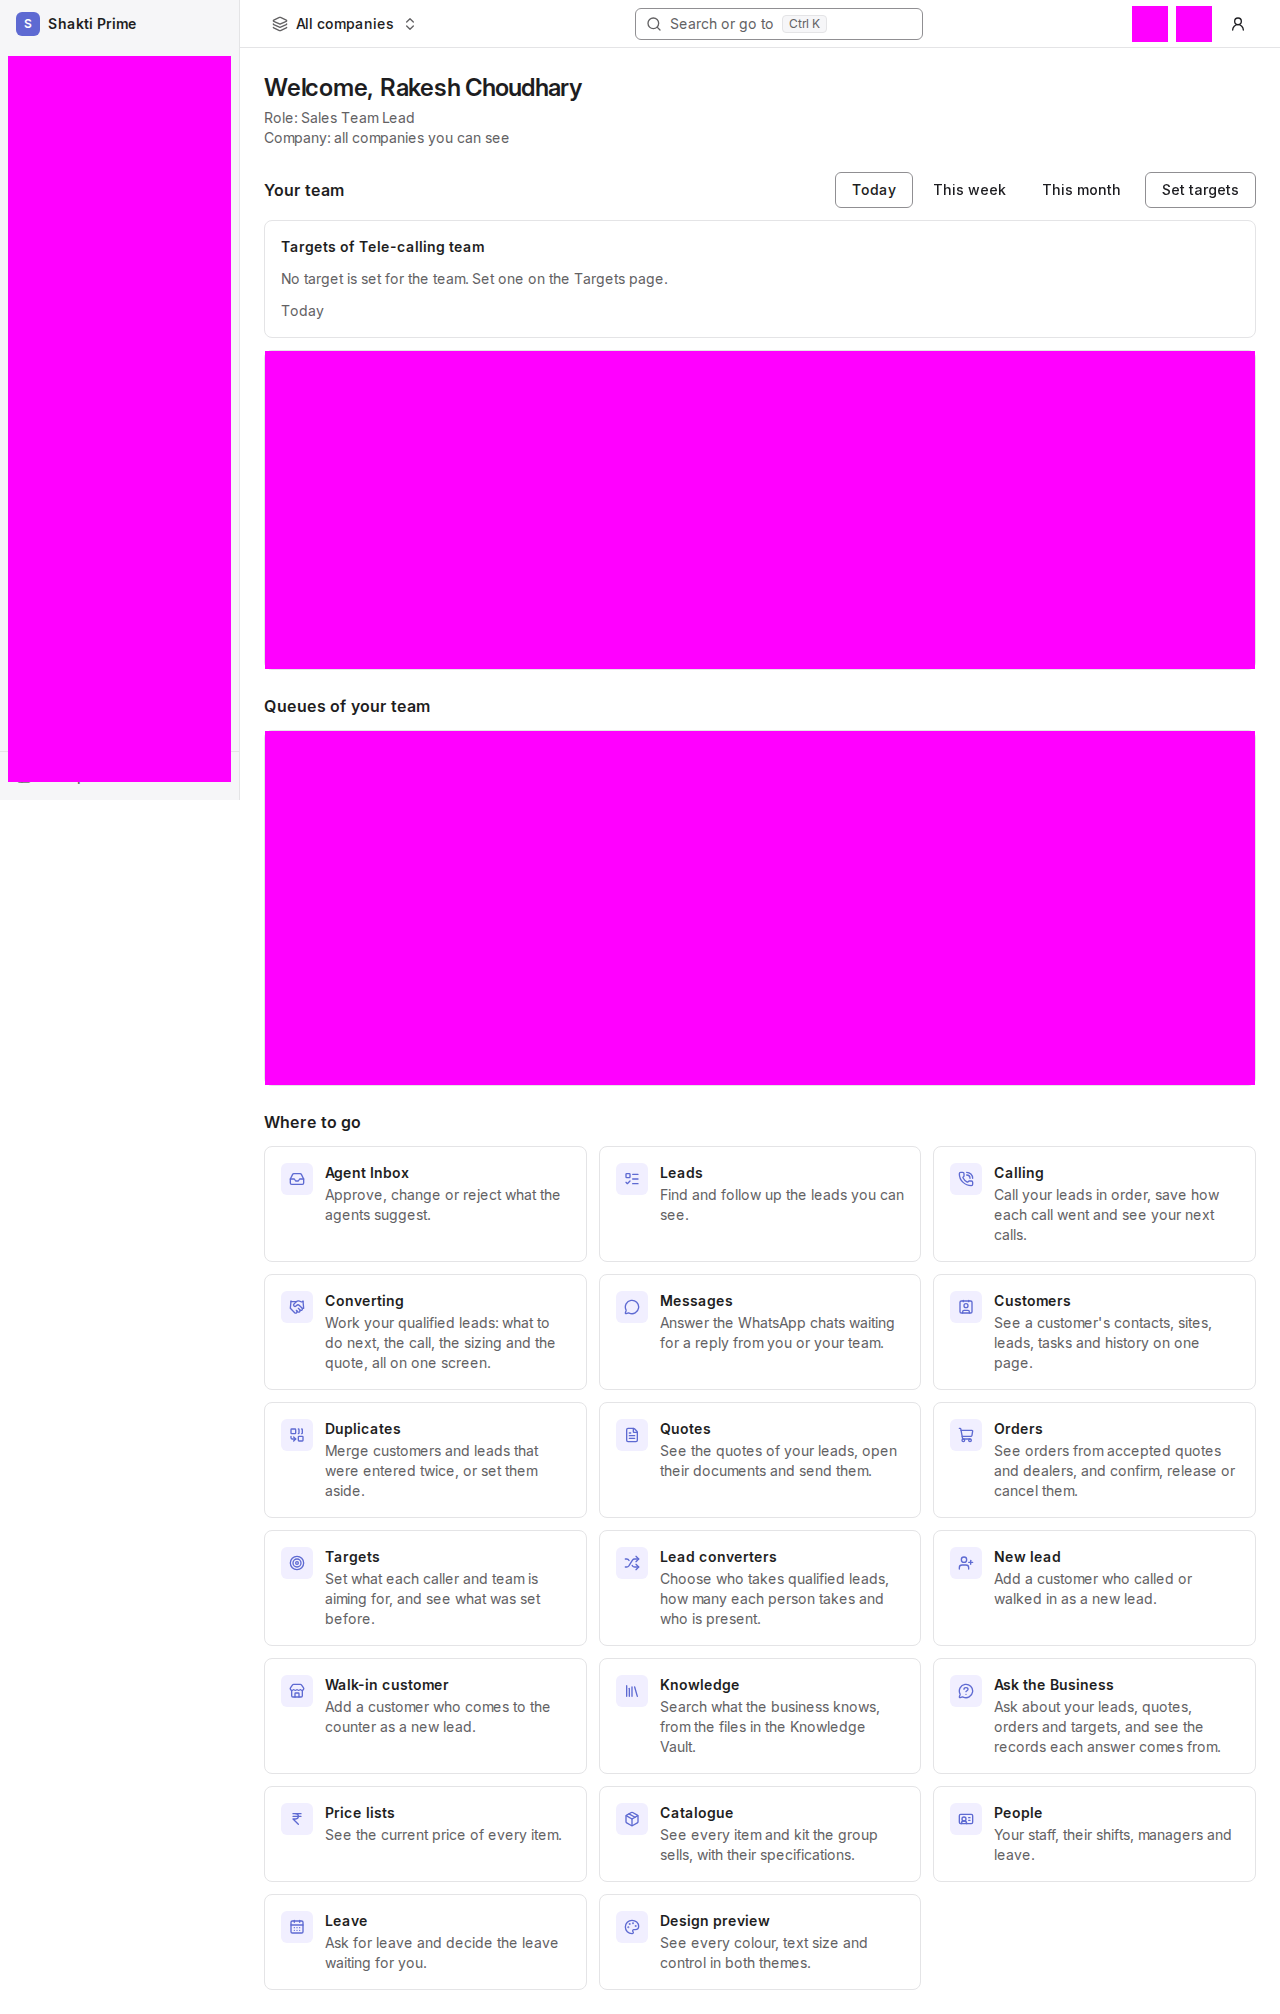 S Shakti Prime
All companies
Search or go to Ctrl K
Welcome, Rakesh Choudhary
Role: Sales Team Lead
Company: all companies you can see
Your team
Today
This week
This month
Set targets
Targets of Tele-calling team
No target is set for the team. Set one on the Targets page.
Today
Queues of your team
Where to go
Agent Inbox
Approve, change or reject what the
agents suggest.
Leads
Find and follow up the leads you can
see.
Calling
Call your leads in order, save how
each call went and see your next
calls.
Converting
Work your qualified leads: what to
do next, the call, the sizing and the
quote, all on one screen.
Messages
Answer the WhatsApp chats waiting
for a reply from you or your team.
Customers
See a customer's contacts, sites,
leads, tasks and history on one
page.
Duplicates
Merge customers and leads that
were entered twice, or set them
aside.
Quotes
See the quotes of your leads, open
their documents and send them.
Orders
See orders from accepted quotes
and dealers, and confirm, release or
cancel them.
Targets
Set what each caller and team is
aiming for, and see what was set
before.
Lead converters
Choose who takes qualified leads,
how many each person takes and
who is present.
New lead
Add a customer who called or
walked in as a new lead.
Walk-in customer
Add a customer who comes to the
counter as a new lead.
Knowledge
Search what the business knows,
from the files in the Knowledge
Vault.
Ask the Business
Ask about your leads, quotes,
orders and targets, and see the
records each answer comes from.
Price lists
See the current price of every item.
Catalogue
See every item and kit the group
sells, with their specifications.
People
Your staff, their shifts, managers and
leave.
Leave
Ask for leave and decide the leave
waiting for you.
Design preview
See every colour, text size and
control in both themes.